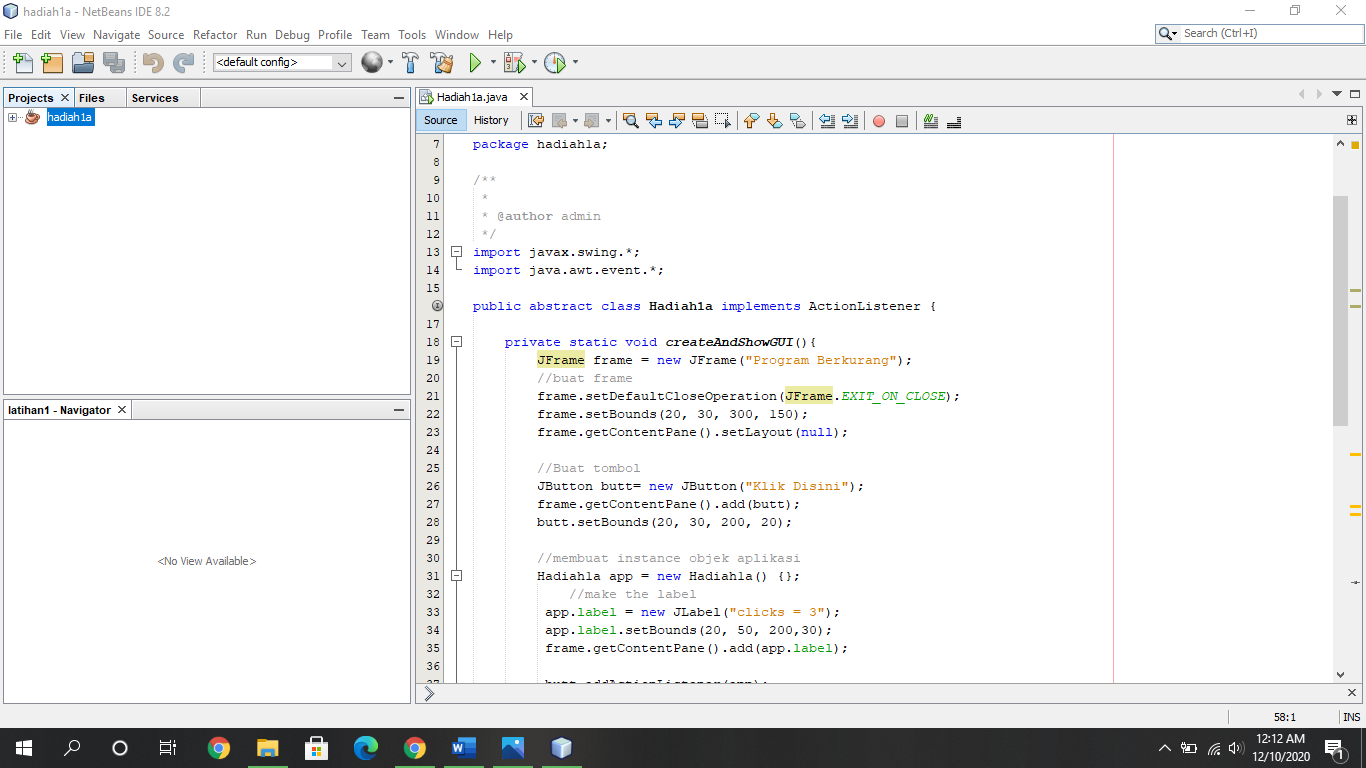 hadiah1a - NetBeans IDE 8.2
File Edit View Navigate Source Refactor Run Debug Profile Team Tools Window Help
Search (Ctrl+I)
<default config>
Projects Files Services
hadiah1a
latihan1 - Navigator
<No View Available>
Hadiah1a.java
Source History
7 package hadiah1a;
8
9 /**
10 *
11 * @author admin
12 */
13 import javax.swing.*;
14 import java.awt.event.*;
15
public abstract class Hadiah1a implements ActionListener {
17
18 private static void createAndShowGUI(){
19 JFrame frame = new JFrame("Program Berkurang");
20 //buat frame
21 frame.setDefaultCloseOperation(JFrame.EXIT_ON_CLOSE);
22 frame.setBounds(20, 30, 300, 150);
23 frame.getContentPane().setLayout(null);
24
25 //Buat tombol
26 JButton butt= new JButton("Klik Disini");
27 frame.getContentPane().add(butt);
28 butt.setBounds(20, 30, 200, 20);
29
30 //membuat instance objek aplikasi
31 Hadiah1a app = new Hadiah1a() {};
32 //make the label
33 app.label = new JLabel("clicks = 3");
34 app.label.setBounds(20, 50, 200,30);
35 frame.getContentPane().add(app.label);
36
37 butt.addActionListener(app);
58:1 INS
12:12 AM
12/10/2020
1